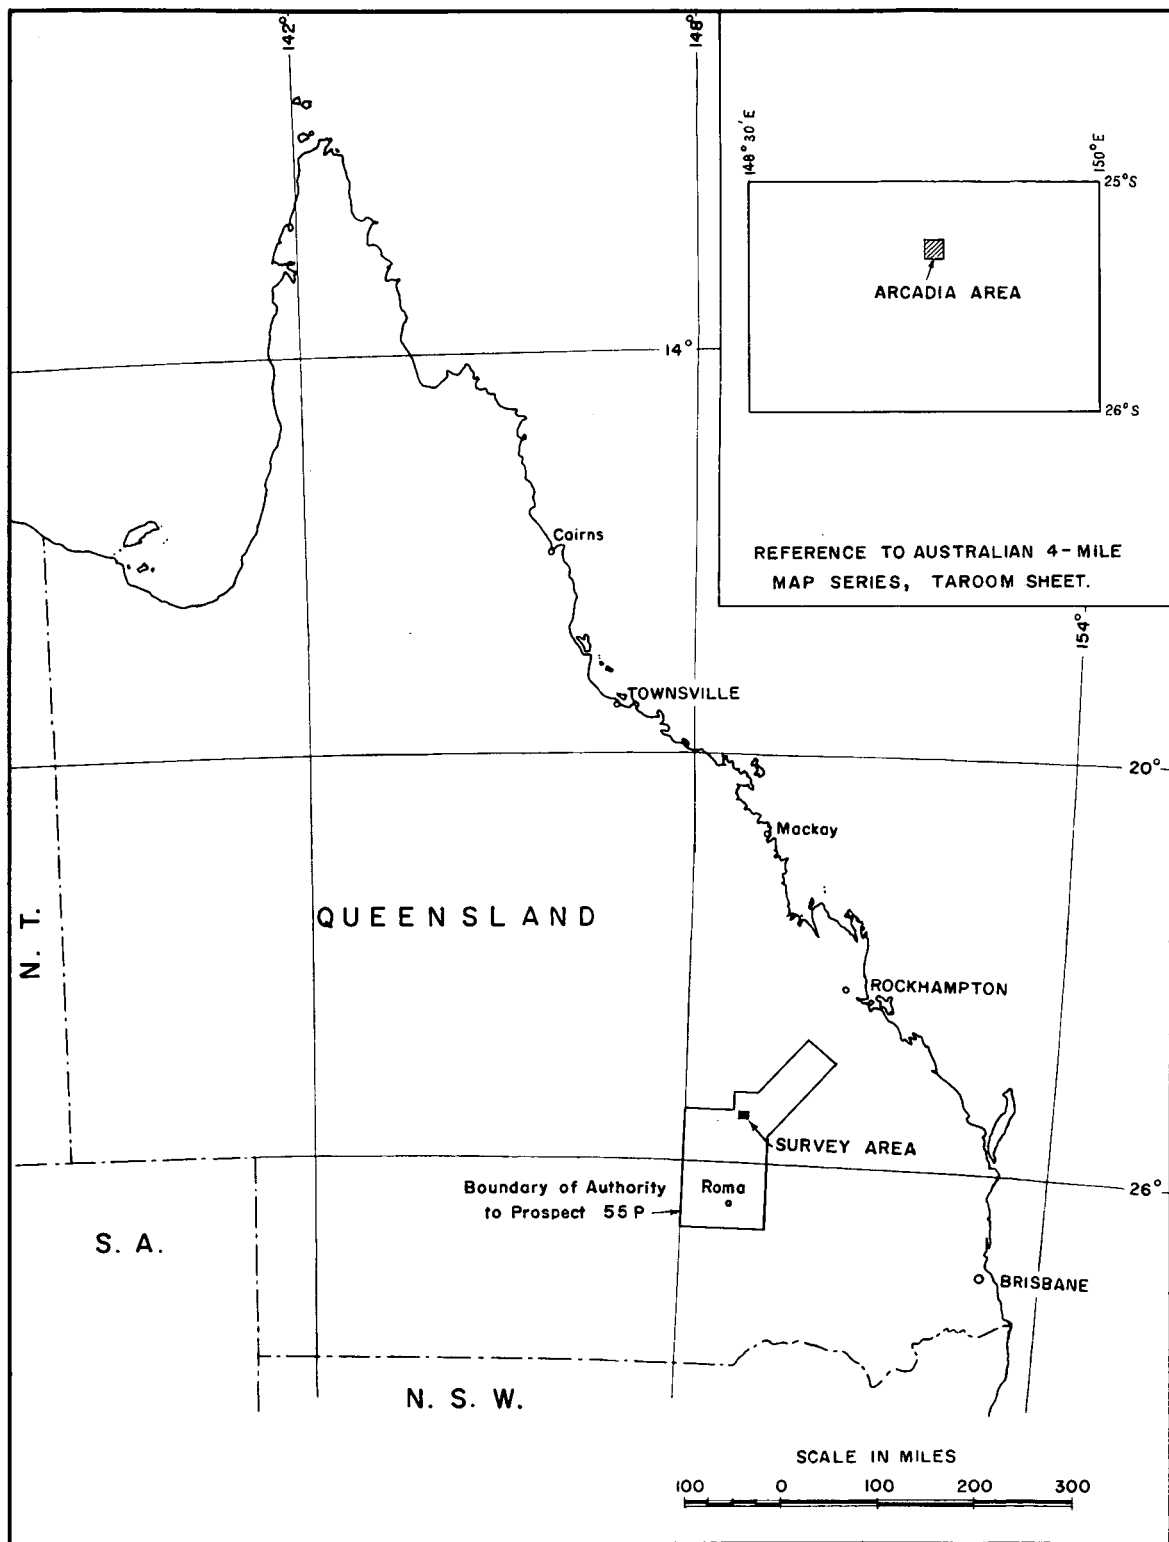 142°
148°
148° 30' E
150° E
25° S
ARCADIA AREA
26° S
REFERENCE TO AUSTRALIAN 4-MILE
MAP SERIES, TAROOM SHEET.
14°
154°
Cairns
TOWNSVILLE
20°
Mackay
QUEENSLAND
N. T.
ROCKHAMPTON
SURVEY AREA
Boundary of Authority
to Prospect 55P
Roma
26°
S. A.
BRISBANE
N. S. W.
SCALE IN MILES
100 0 100 200 300